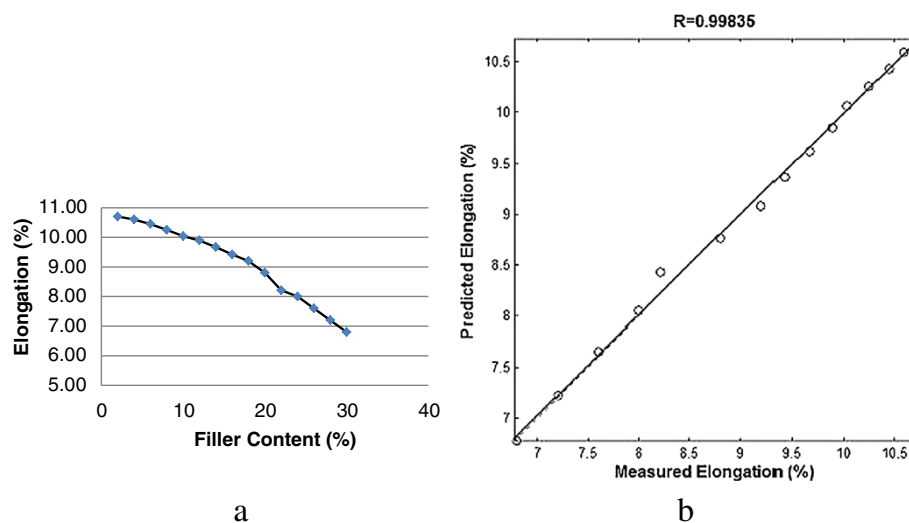 11.00
10.00
9.00
8.00
7.00
6.00
5.00
Elongation (%)
0 10 20 30 40
Filler Content (%)
a
R=0.99835
10.5
10
9.5
9
8.5
8
7.5
7
Predicted Elongation (%)
7 7.5 8 8.5 9 9.5 10 10.5
Measured Elongation (%)
b